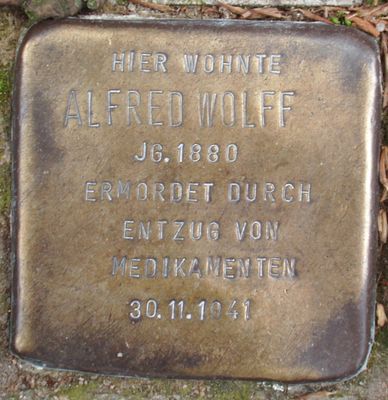 HIER WOHNTE
ALFRED WOLFF
JG. 1880
ERMORDET DURCH
ENTZUG VON
MEDIKAMENTEN
30.11.1941